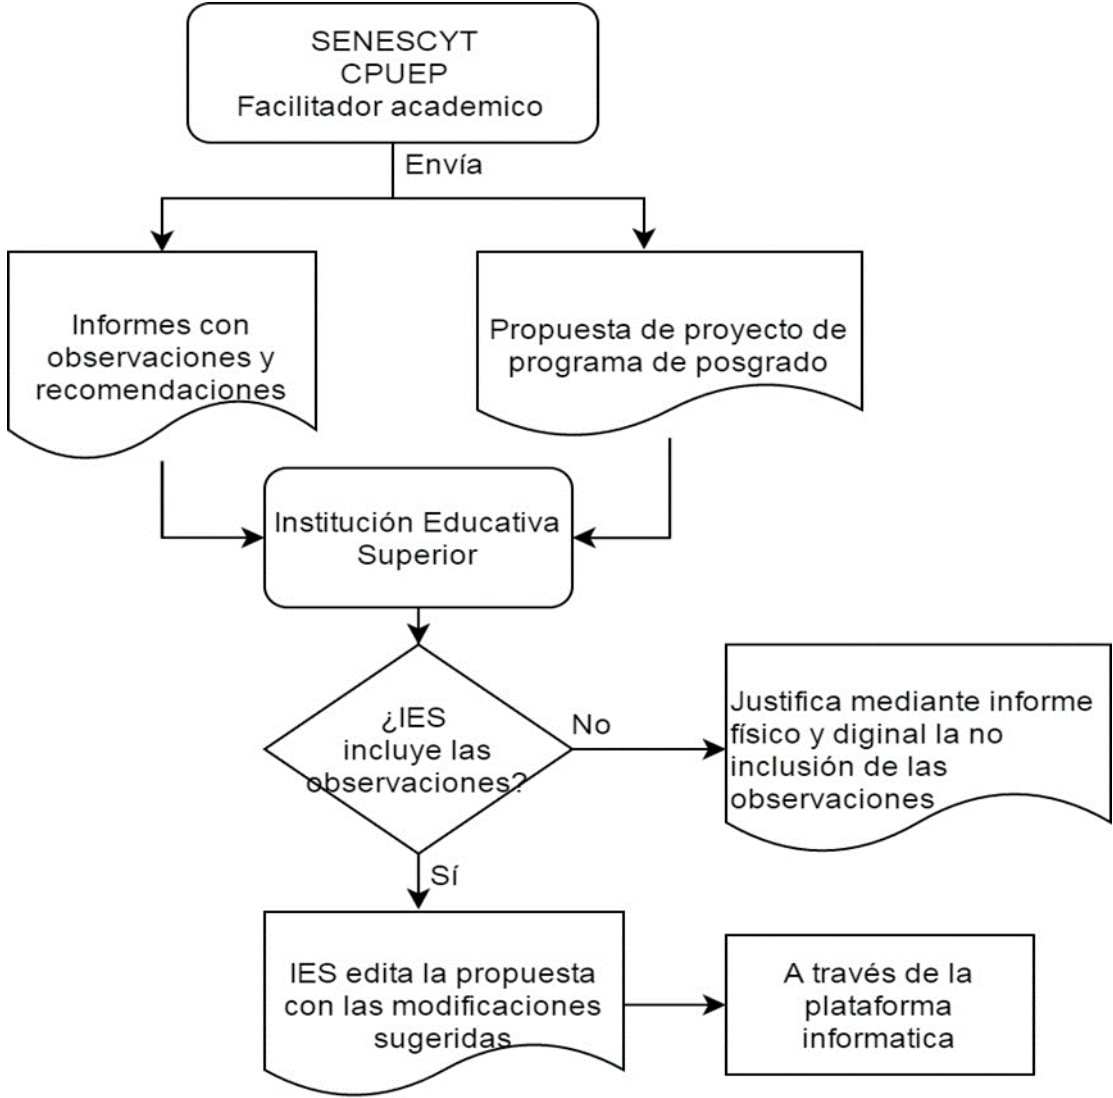 SENESCYT
CPUEP
Facilitador academico
Envía
Informes con
observaciones y
recomendaciones
Propuesta de proyecto de
programa de posgrado
Institución Educativa
Superior
¿IES
incluye las
observaciones?
No
Justifica mediante informe
físico y diginal la no
inclusión de las
observaciones
Sí
IES edita la propuesta
con las modificaciones
sugeridas
A través de la
plataforma
informatica